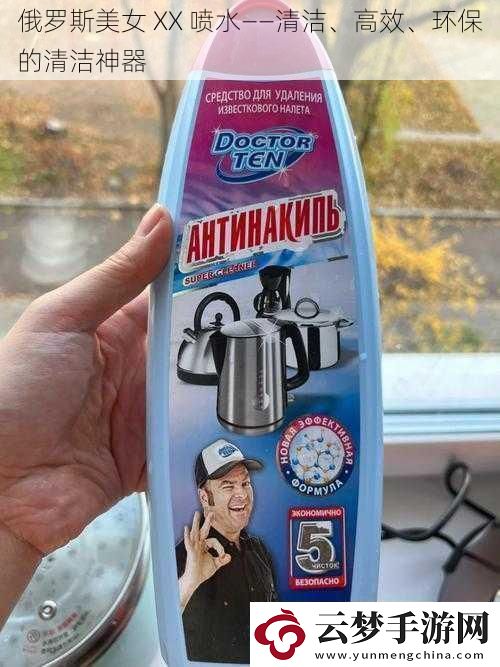 俄罗斯美女 XX 喷水——清洁、高效、环保
的清洁神器
СРЕДСТВО ДЛЯ УДАЛЕНИЯ
ИЗВЕСТКОВОГО НАЛЕТА
DOCTOR
TEN
АНТИНАКИПЬ
SUPER CLEANER
НОВАЯ ЭФФЕКТИВНАЯ
ФОРМУЛА
ЭКОНОМИЧНО
5
ЧИСТОК
БЕЗОПАСНО
云梦手游网
www.yunmengchina.com